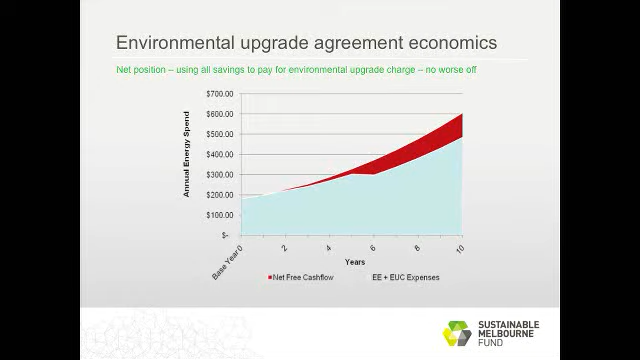 Environmental upgrade agreement economics
Net position – using all savings to pay for environmental upgrade charge – no worse off
$700.00
$600.00
$500.00
$400.00
$300.00
$200.00
$100.00
$-
Annual Energy Spend
Base Year 0
2
4
6
8
10
Years
Net Free Cashflow
EE + EUC Expenses
SUSTAINABLE
MELBOURNE
FUND